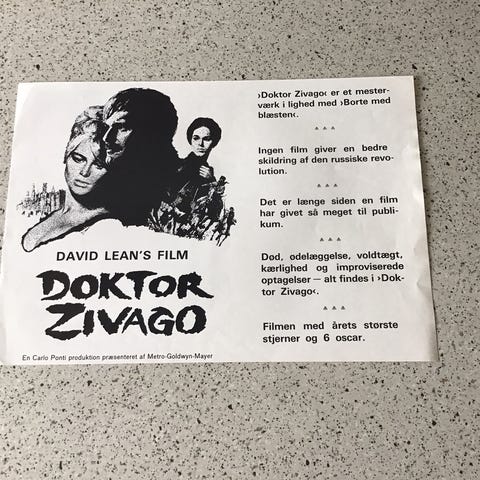 DAVID LEAN'S FILM
DOKTOR
ZIVAGO
En Carlo Ponti produktion præsenteret af Metro-Goldwyn-Mayer
›Doktor Zivago‹ er et mester-
værk i lighed med ›Borte med
blæsten‹.
Ingen film giver en bedre
skildring af den russiske revo-
lution.
Det er længe siden en film
har givet så meget til publi-
kum.
Død, odelæggelse, voldtægt,
kærlighed og improviserede
optagelser — alt findes i ›Dok-
tor Zivago‹.
Filmen med årets største
stjerner og 6 oscar.